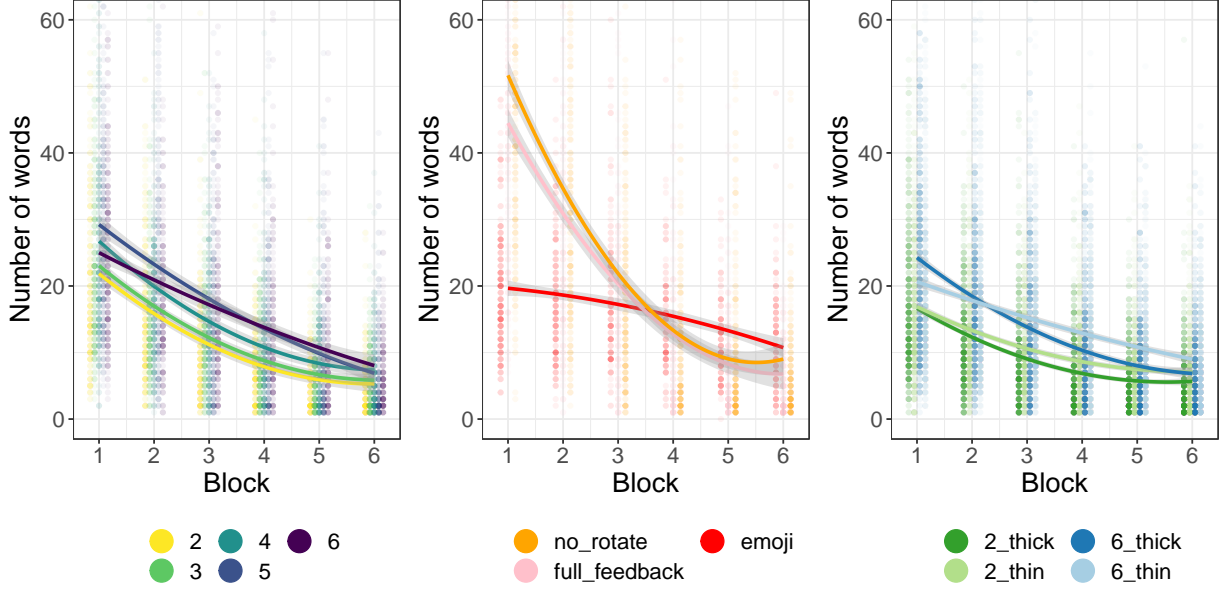 60
40
20
0
Number of words
1 2 3 4 5 6
Block
2 4 6
3 5
60
40
20
0
Number of words
1 2 3 4 5 6
Block
no_rotate emoji
full_feedback
60
40
20
0
Number of words
1 2 3 4 5 6
Block
2_thick 6_thick
2_thin 6_thin